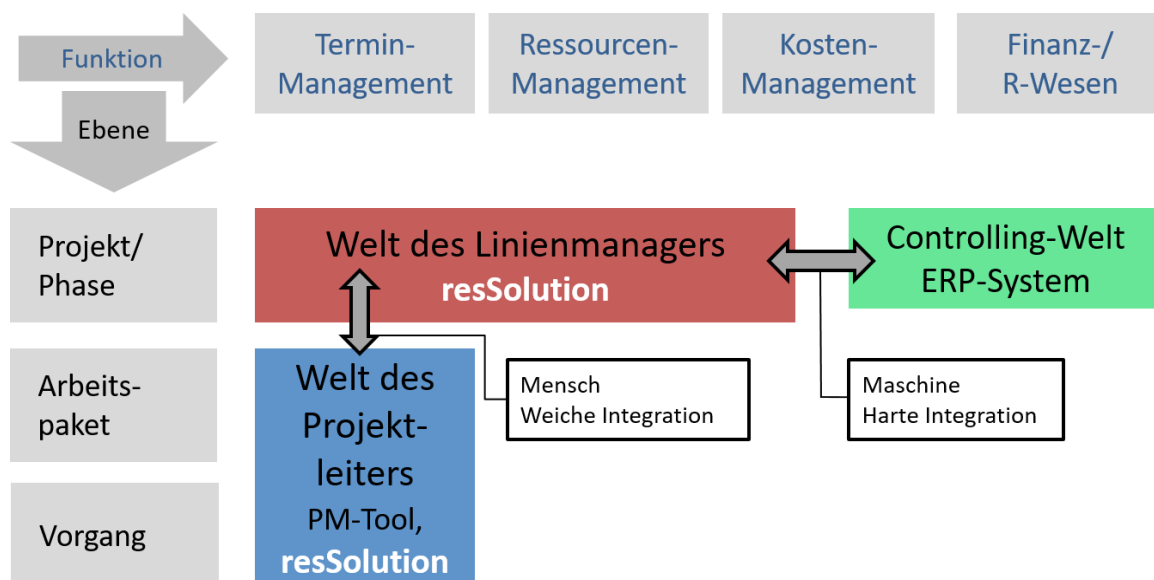 Funktion
Termin-
Management
Ressourcen-
Management
Kosten-
Management
Finanz-/
R-Wesen
Ebene
Projekt/
Phase
Welt des Linienmanagers
resSolution
Controlling-Welt
ERP-System
Arbeits-
paket
Welt des
Projekt-
leiters
PM-Tool,
resSolution
Mensch
Weiche Integration
Maschine
Harte Integration
Vorgang